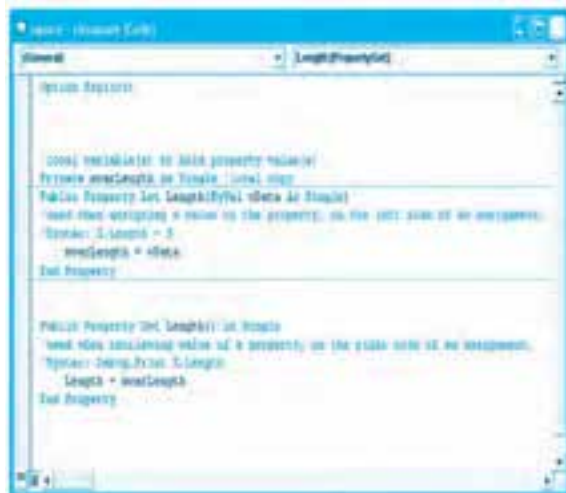 (General)
Length [PropertyGet]
Option Explicit
'local variable(s) to hold property value(s)
Private mvarLength As Single 'local copy
Public Property Let Length(ByVal vData As Single)
'used when assigning a value to the property, on the left side of an assignment.
'Syntax: X.Length = 5
mvarLength = vData
End Property
Public Property Get Length() As Single
'used when retrieving value of a property, on the right side of an assignment.
'Syntax: Debug.Print X.Length
Length = mvarLength
End Property